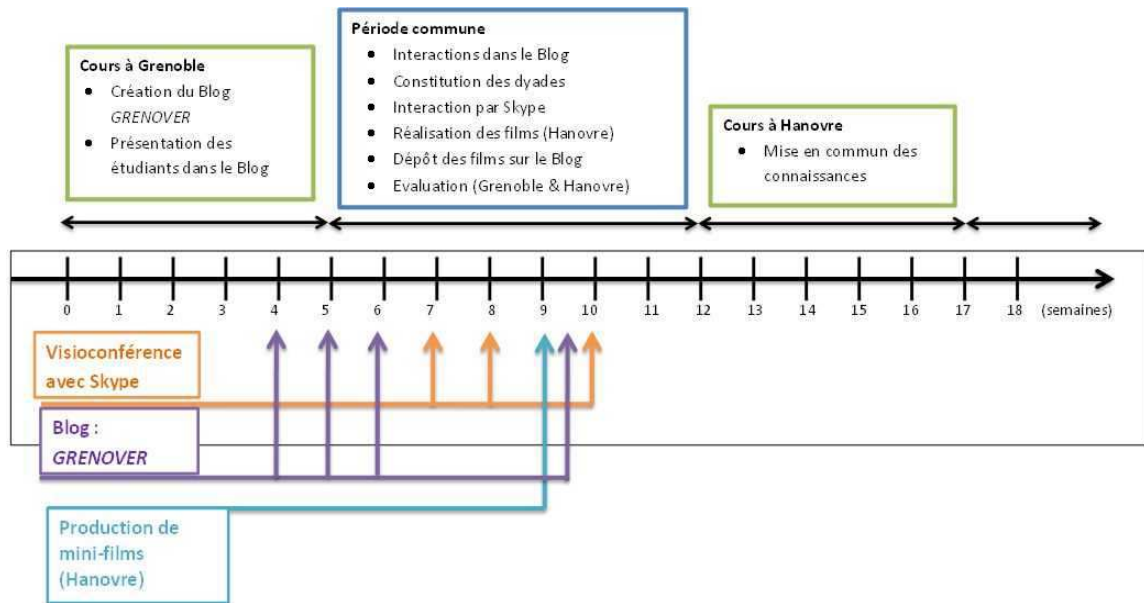 Cours à Grenoble
• Création du Blog
GRENOVER
• Présentation des
étudiants dans le Blog
Période commune
• Interactions dans le Blog
• Constitution des dyades
• Interaction par Skype
• Réalisation des films (Hanovre)
• Dépôt des films sur le Blog
• Evaluation (Grenoble & Hanovre)
Cours à Hanovre
• Mise en commun des
connaissances
0 1 2 3 4 5 6 7 8 9 10 11 12 13 14 15 16 17 18 (semaines)
Visioconférence
avec Skype
Blog :
GRENOVER
Production de
mini-films
(Hanovre)